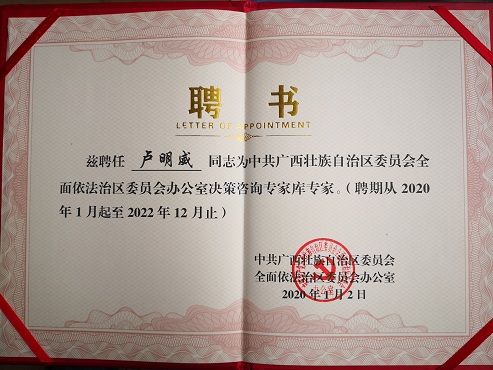 聘 书
LETTER OF APPOINTMENT
兹聘任 卢明威 同志为中共广西壮族自治区委员会全
面依法治区委员会办公室决策咨询专家库专家。(聘期从 2020
年 1 月起至 2022 年 12 月止)
中共广西壮族自治区委员会
全面依法治区委员会办公室
2020 年 1 月 2 日